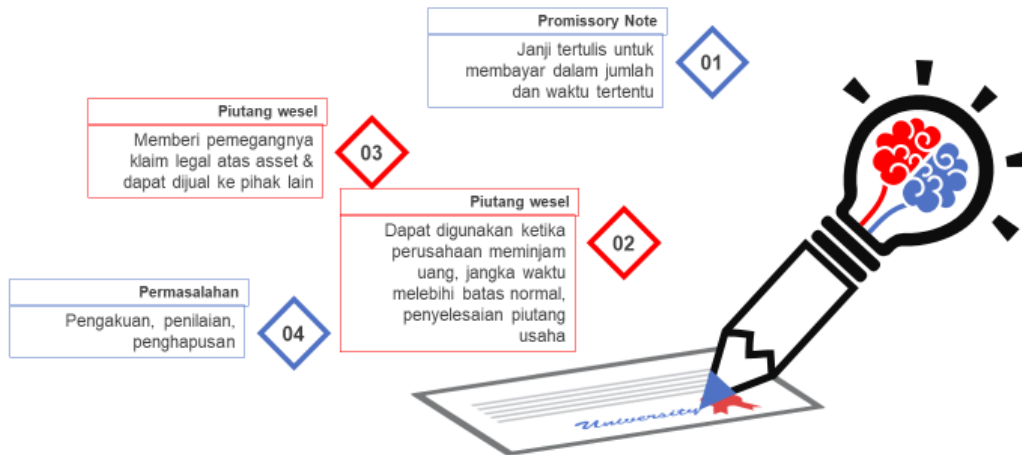 Promissory Note
Janji tertulis untuk
membayar dalam jumlah
dan waktu tertentu
01
Piutang wesel
Dapat digunakan ketika
perusahaan meminjam
uang, jangka waktu
melebihi batas normal,
penyelesaian piutang
usaha
02
Piutang wesel
Memberi pemegangnya
klaim legal atas asset &
dapat dijual ke pihak lain
03
Permasalahan
Pengakuan, penilaian,
penghapusan
04
University